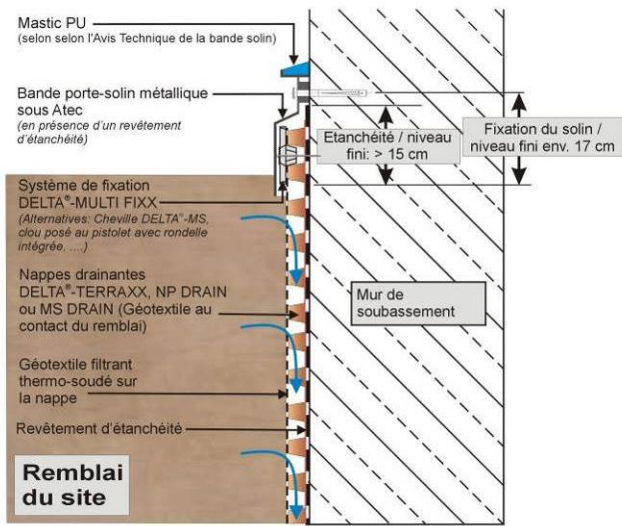 Mastic PU
(selon selon l'Avis Technique de la bande solin)
Bande porte-solin métallique
sous Atec
(en présence d'un revêtement
d'étanchéité)
Etanchéité / niveau
fini: > 15 cm
Fixation du solin /
niveau fini env. 17 cm
Système de fixation
DELTA®-MULTI FIXX
(Alternatives: Cheville DELTA®-MS,
clou posé au pistolet avec rondelle
intégrée, ....)
Nappes drainantes
DELTA®-TERRAXX, NP DRAIN
ou MS DRAIN (Géotextile au
contact du remblai)
Mur de
soubassement
Géotextile filtrant
thermo-soudé sur
la nappe
Revêtement d'étanchéité
Remblai
du site